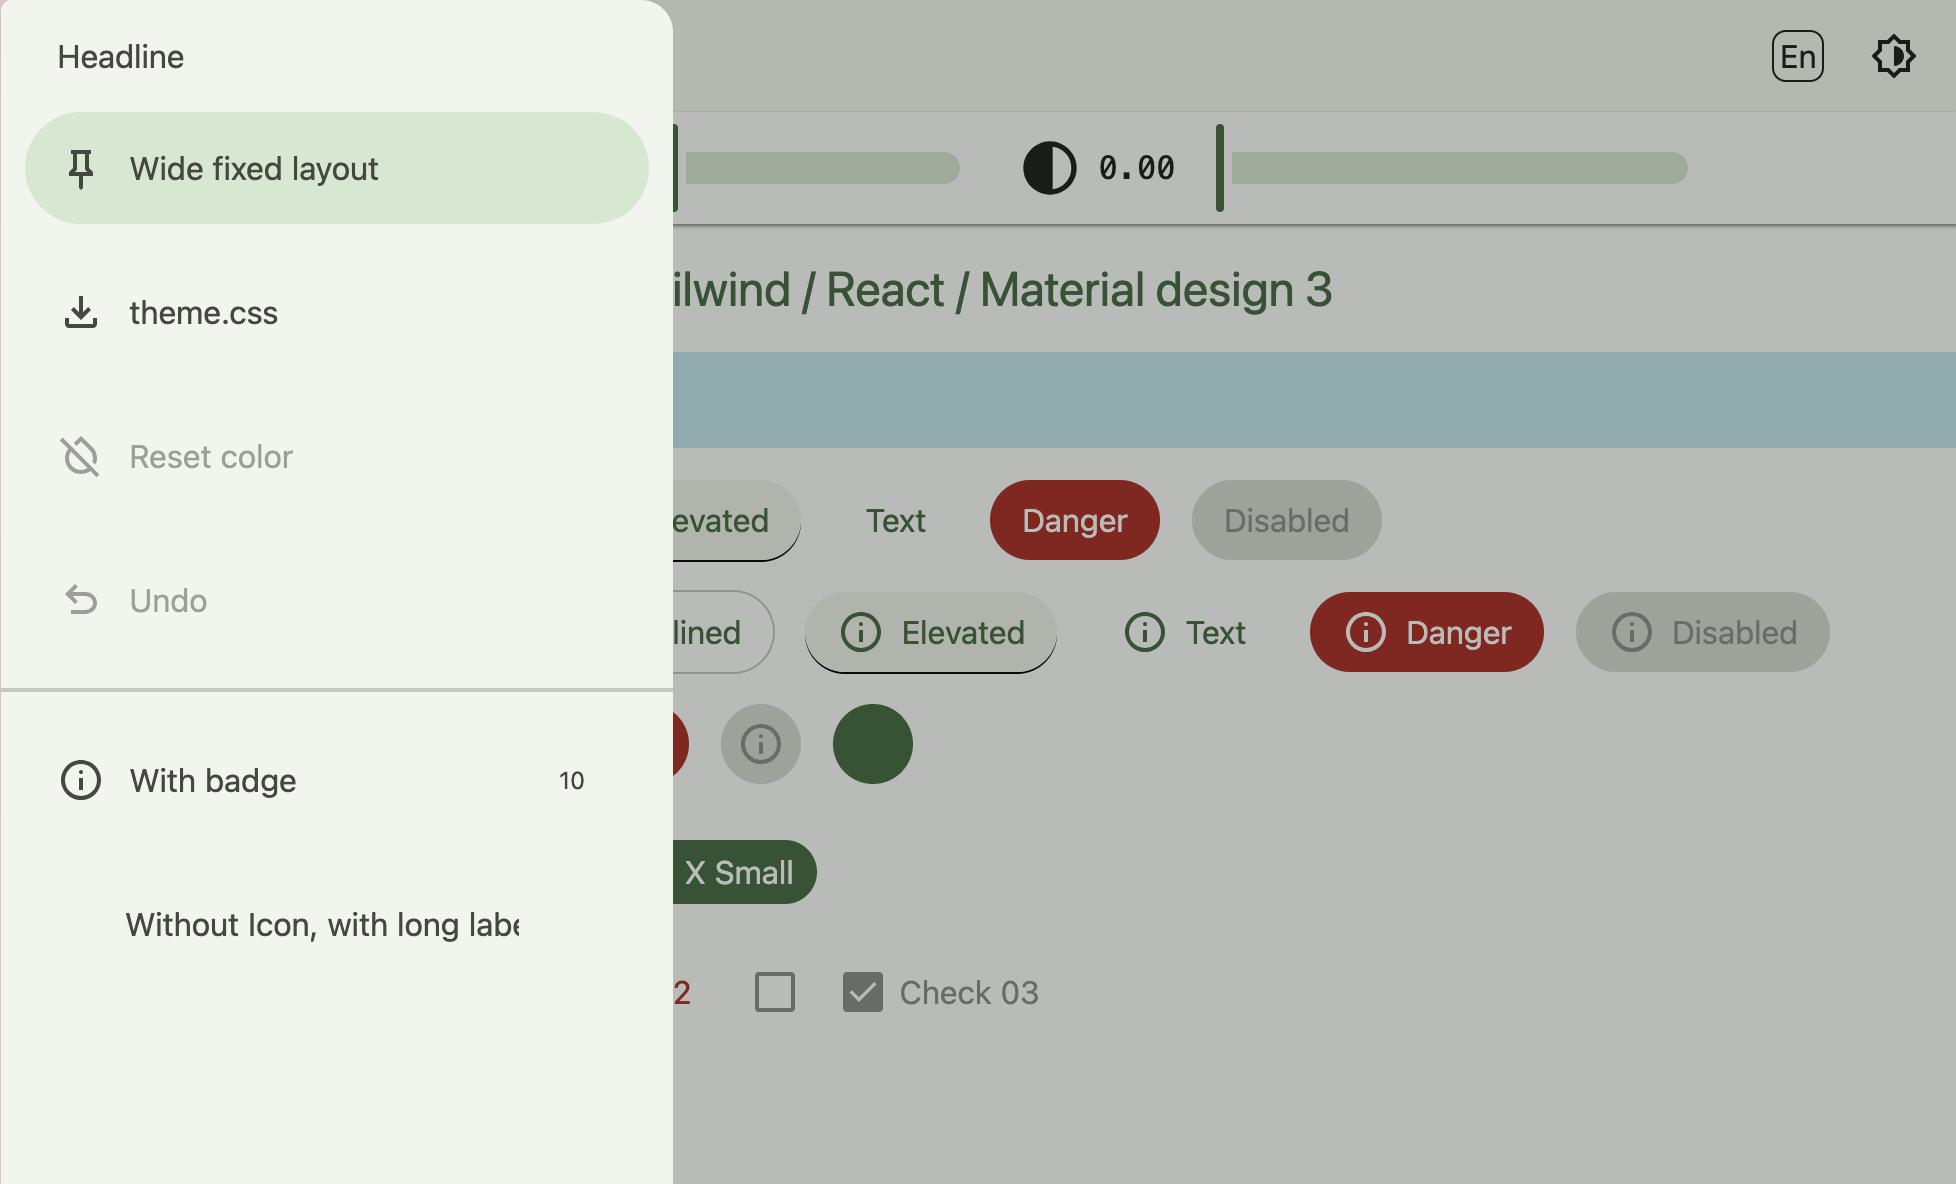 Headline
Wide fixed layout
theme.css
Reset color
Undo
With badge 10
Without Icon, with long labe
En
0.00
ilwind / React / Material design 3
evated Text Danger Disabled
lined Elevated Text Danger Disabled
X Small
2 Check 03